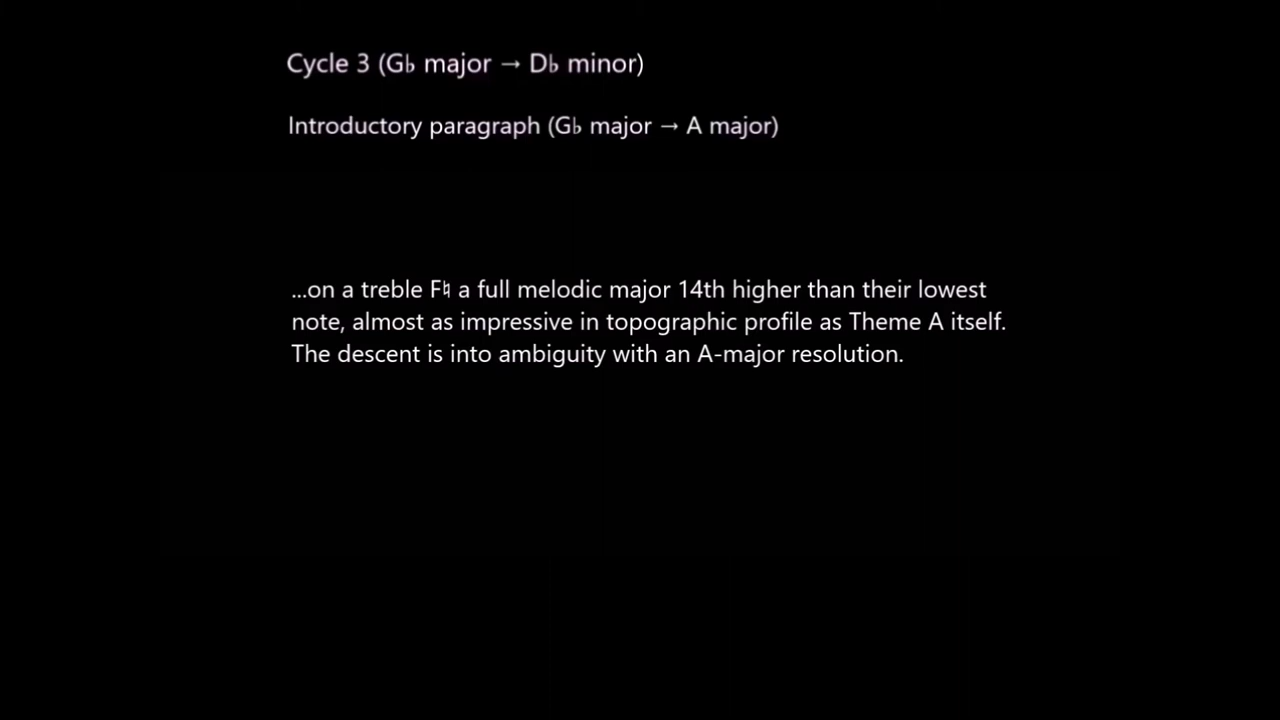 Cycle 3 (G♭ major → D♭ minor)
Introductory paragraph (G♭ major → A major)
...on a treble F♮ a full melodic major 14th higher than their lowest
note, almost as impressive in topographic profile as Theme A itself.
The descent is into ambiguity with an A-major resolution.